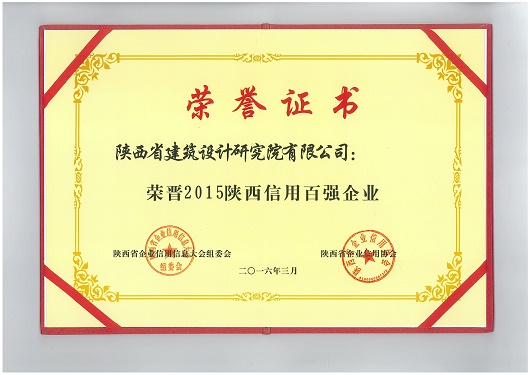 荣誉证书
陕西省建筑设计研究院有限公司：
荣晋2015陕西信用百强企业
陕西省企业信用信息大会组委会 陕西省企业信用协会
二〇一六年三月
组委会